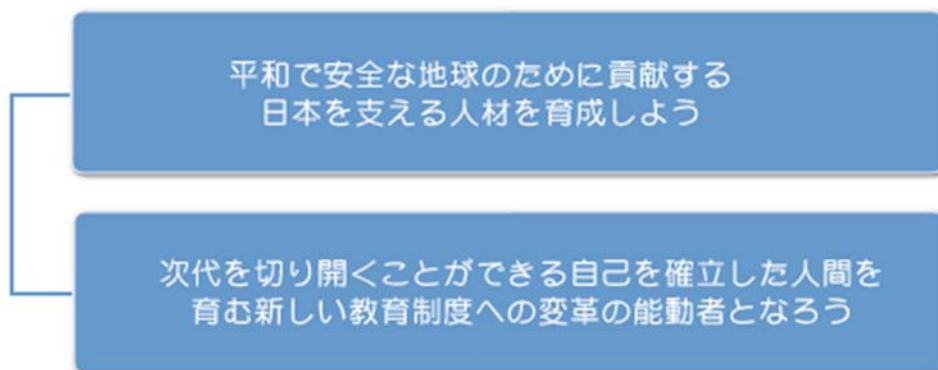 平和で安全な地球のために貢献する
日本を支える人材を育成しよう
次代を切り開くことができる自己を確立した人間を
育む新しい教育制度への変革の能動者となろう